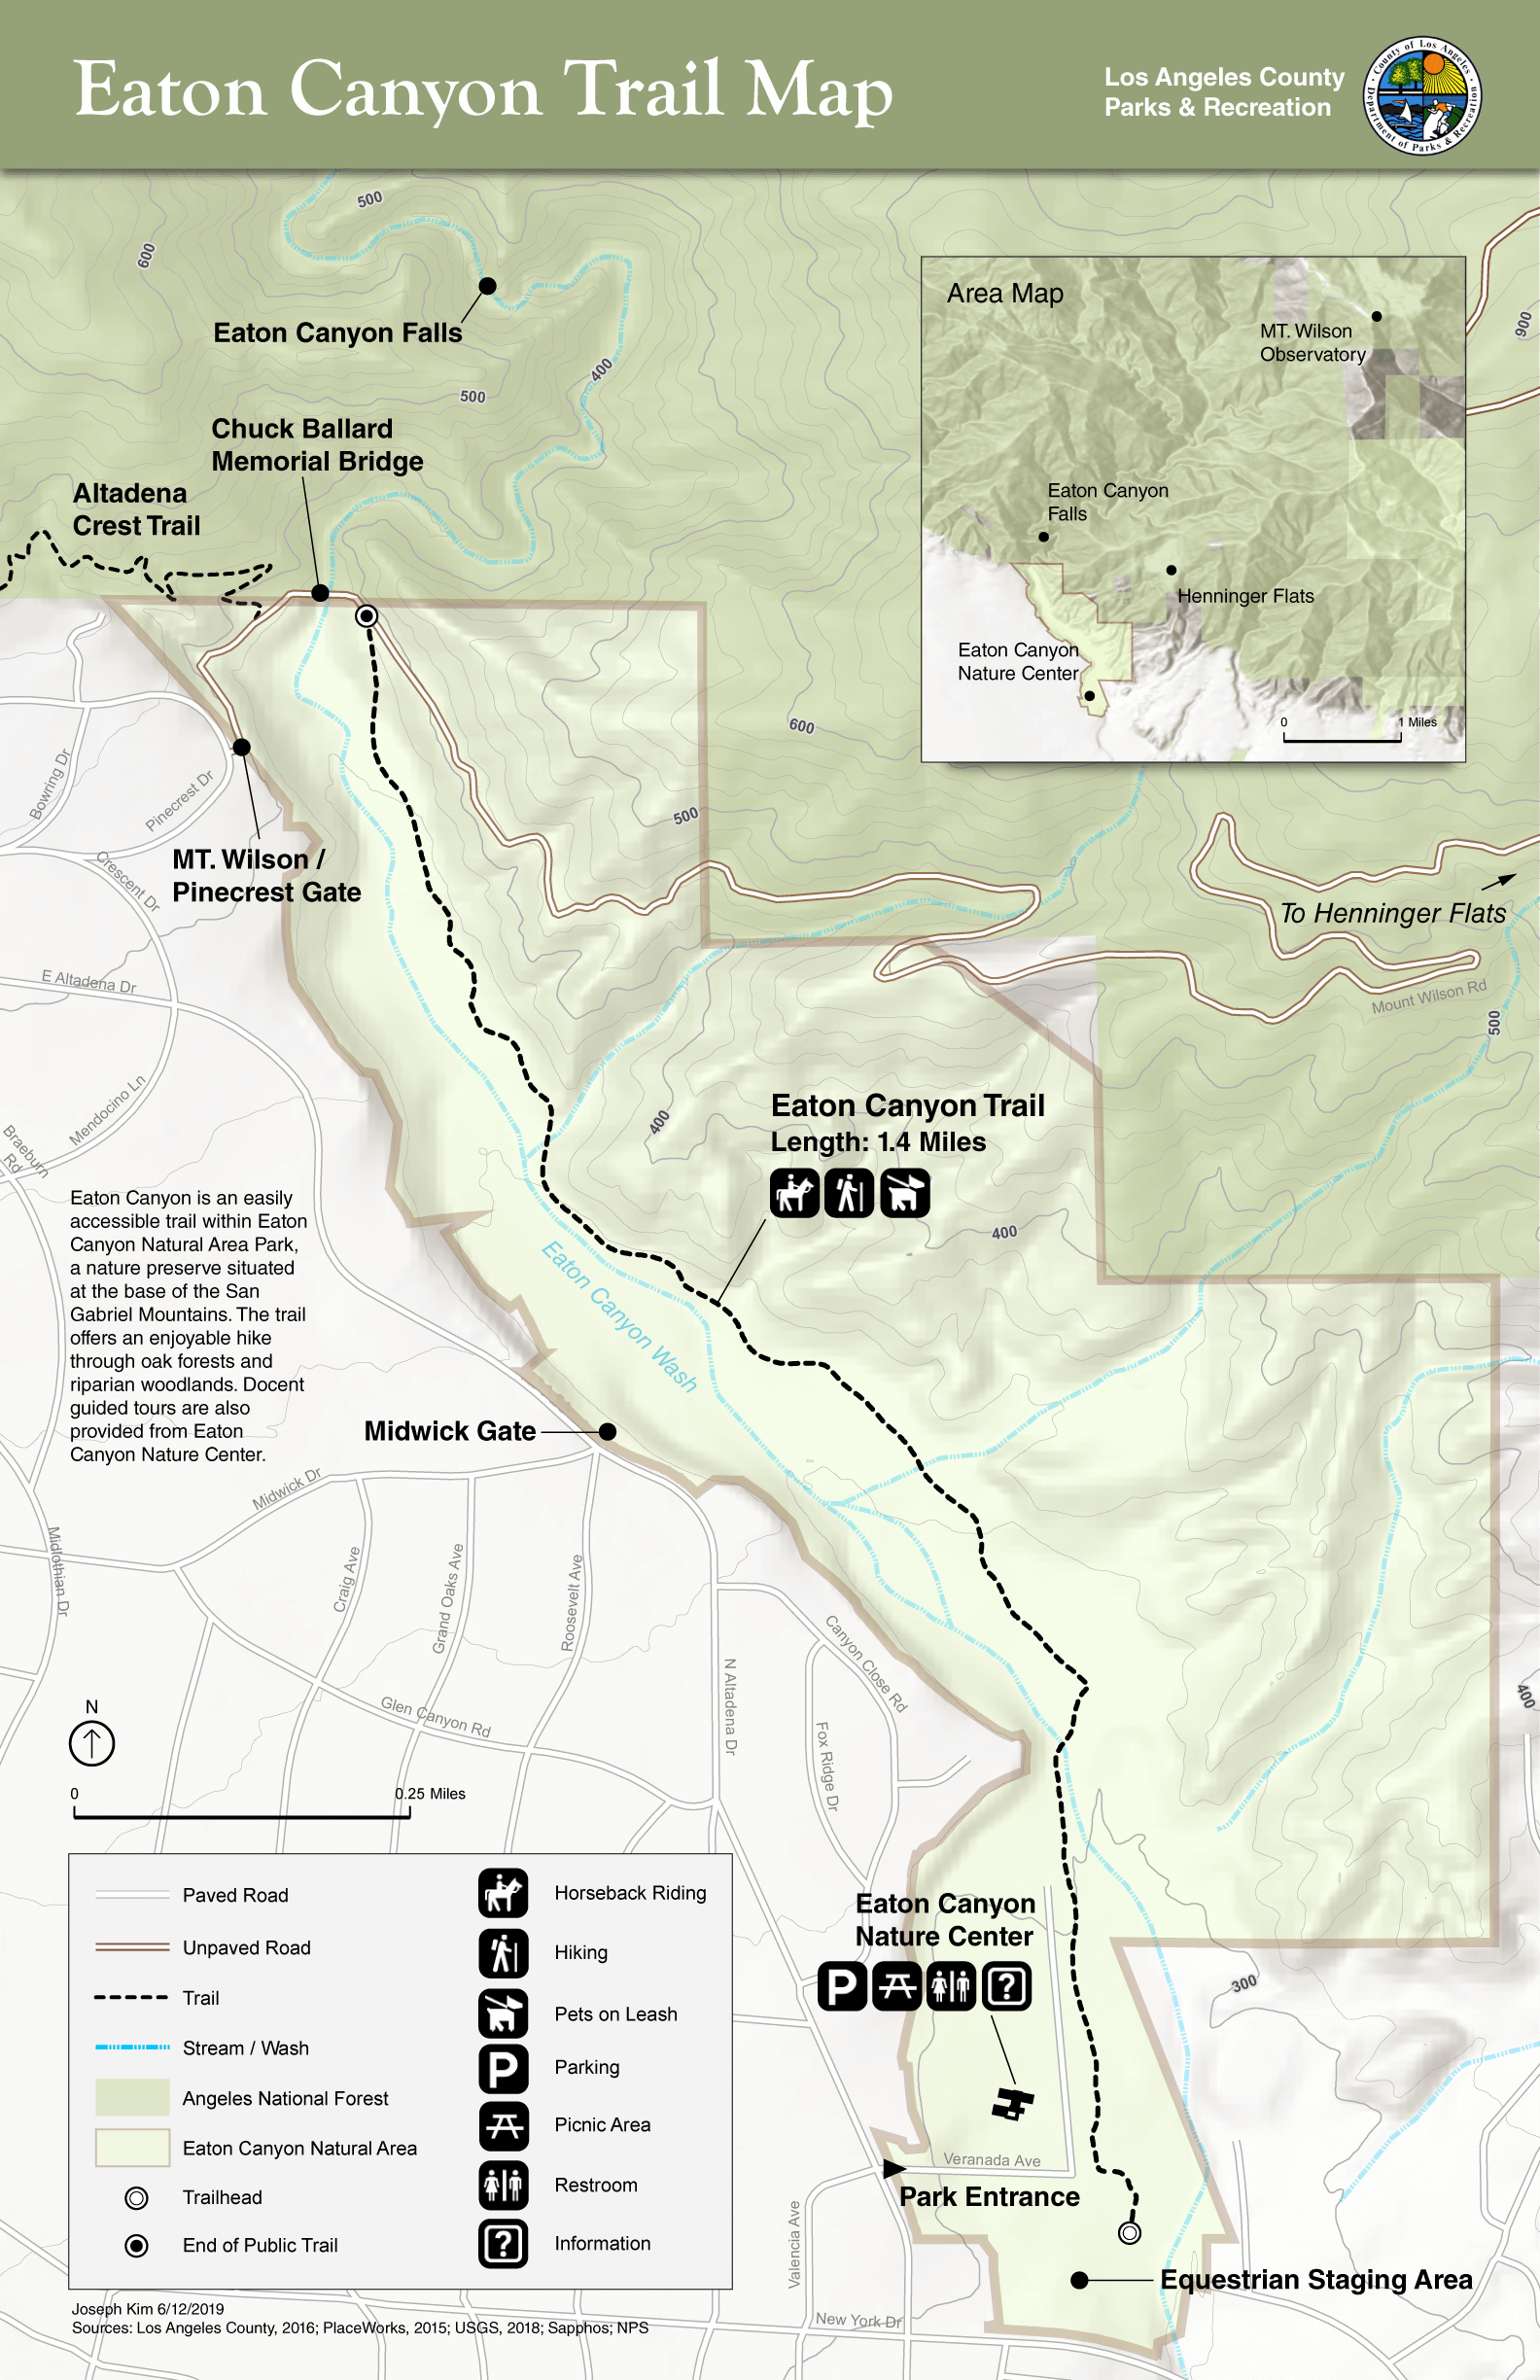 Eaton Canyon Trail Map
Los Angeles County
Parks & Recreation
County of Los Angeles
Department of Parks & Recreation
500
600
Eaton Canyon Falls
400
500
Chuck Ballard
Memorial Bridge
Altadena
Crest Trail
Area Map
MT. Wilson
Observatory
Eaton Canyon
Falls
Henninger Flats
Eaton Canyon
Nature Center
0
1 Miles
900
600
500
Bowring Dr
Pinecrest Dr
Crescent Dr
MT. Wilson /
Pinecrest Gate
To Henninger Flats
Mount Wilson Rd
500
E Altadena Dr
Mendocino Ln
Braeburn
Rd
400
Eaton Canyon Trail
Length: 1.4 Miles
400
Eaton Canyon is an easily
accessible trail within Eaton
Canyon Natural Area Park,
a nature preserve situated
at the base of the San
Gabriel Mountains. The trail
offers an enjoyable hike
through oak forests and
riparian woodlands. Docent
guided tours are also
provided from Eaton
Canyon Nature Center.
Eaton Canyon Wash
Midwick Gate
Midwick Dr
Midlothian Dr
Craig Ave
Grand Oaks Ave
Roosevelt Ave
Glen Canyon Rd
N Altadena Dr
Canyon Close Rd
Fox Ridge Dr
400
N
0
0.25 Miles
Eaton Canyon
Nature Center
P
?
300
Veranada Ave
Park Entrance
Valencia Ave
Equestrian Staging Area
New York Dr
Paved Road
Unpaved Road
Trail
Stream / Wash
Angeles National Forest
Eaton Canyon Natural Area
Trailhead
End of Public Trail
Horseback Riding
Hiking
Pets on Leash
P
Parking
Picnic Area
Restroom
?
Information
Joseph Kim 6/12/2019
Sources: Los Angeles County, 2016; PlaceWorks, 2015; USGS, 2018; Sapphos; NPS